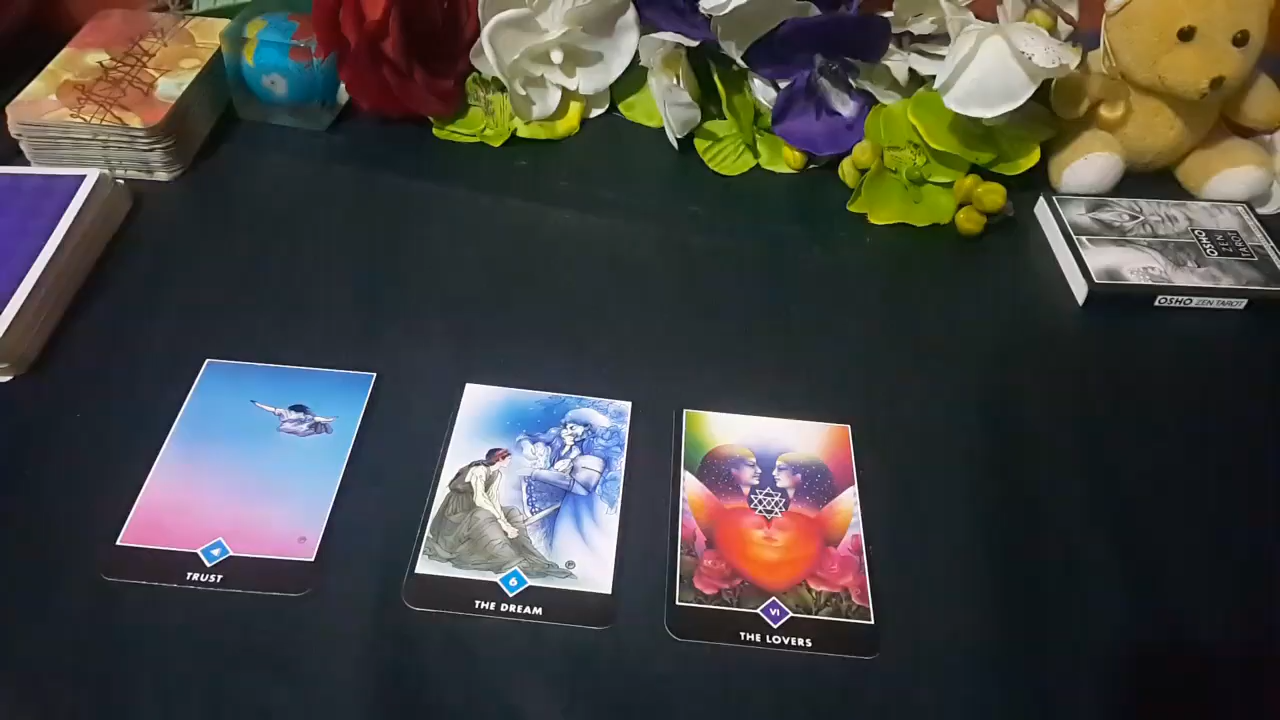 OSHO
ZEN
TAROT
OSHO ZEN TAROT
TRUST
6
THE DREAM
VI
THE LOVERS